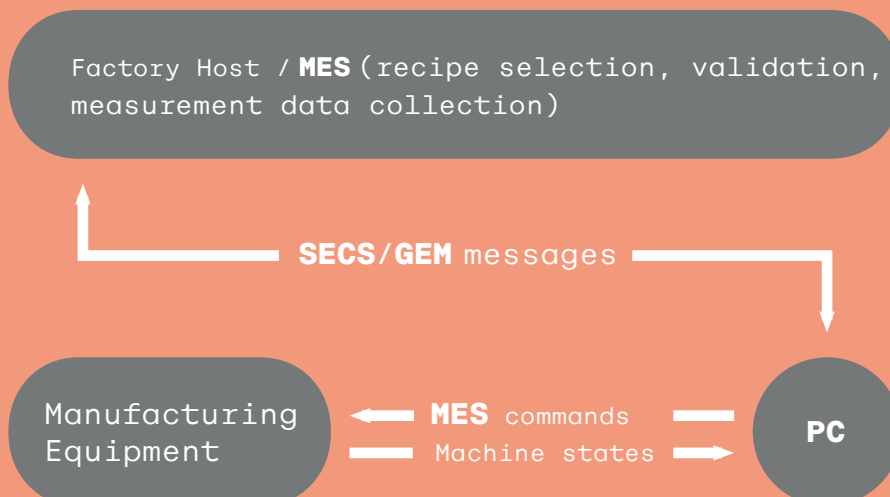 Factory Host / MES (recipe selection, validation,
measurement data collection)
SECS/GEM messages
Manufacturing
Equipment
MES commands
Machine states
PC